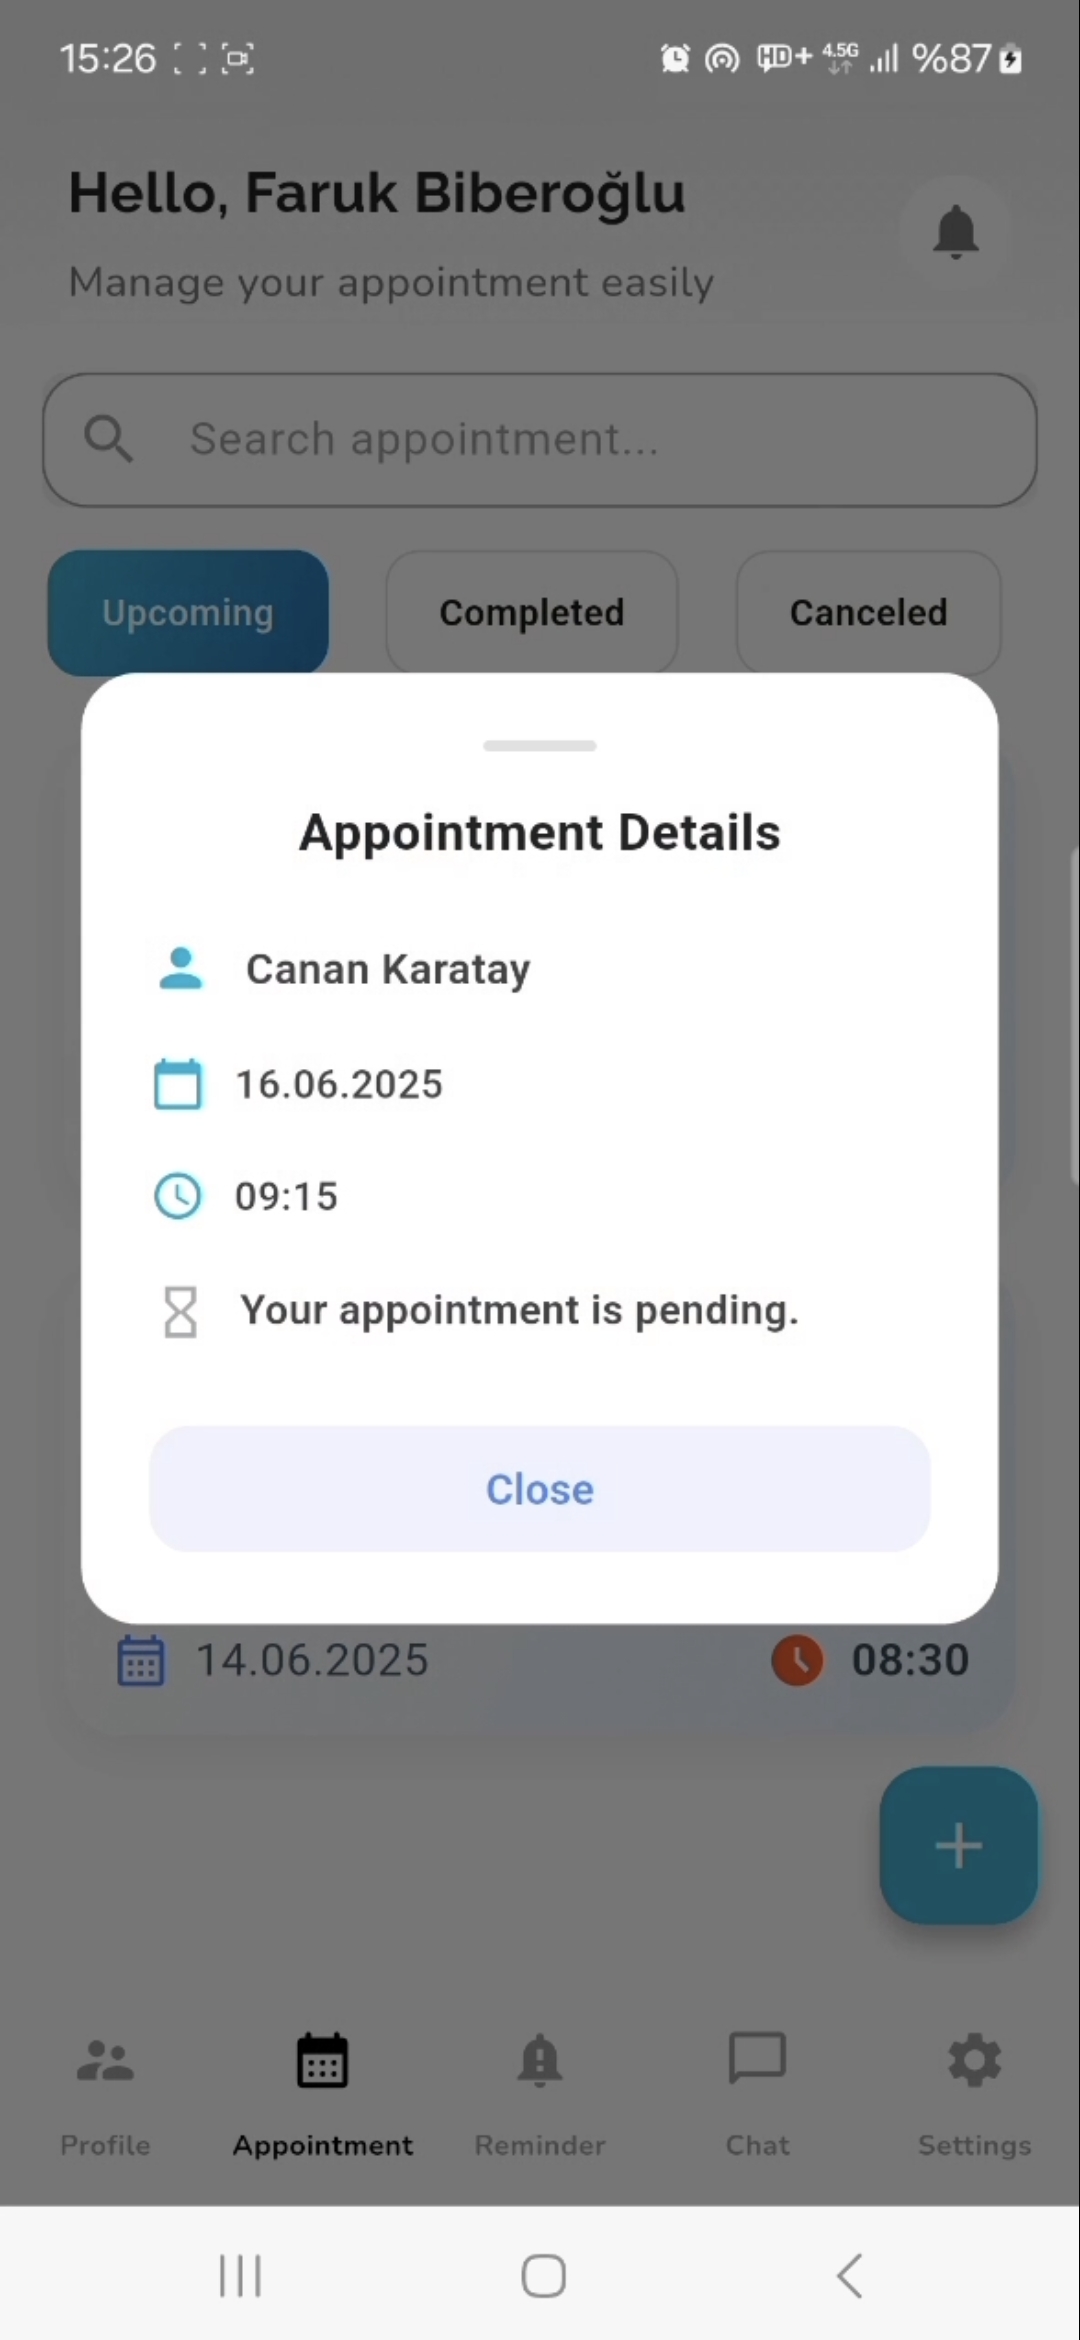 15:26 HD+ 4.5G %87
Hello, Faruk Biberoğlu
Manage your appointment easily
Search appointment...
Upcoming Completed Canceled
Appointment Details
Canan Karatay
16.06.2025
09:15
Your appointment is pending.
Close
14.06.2025 08:30
Profile Appointment Reminder Chat Settings